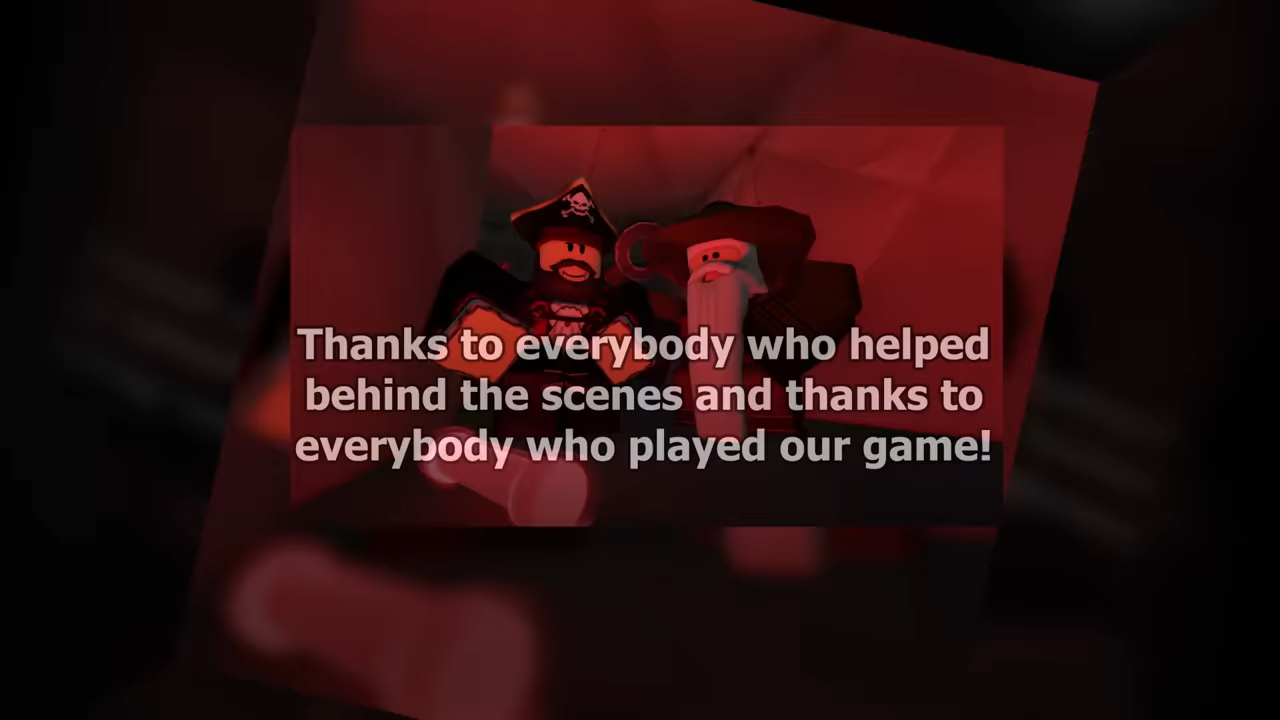 Thanks to everybody who helped
behind the scenes and thanks to
everybody who played our game!